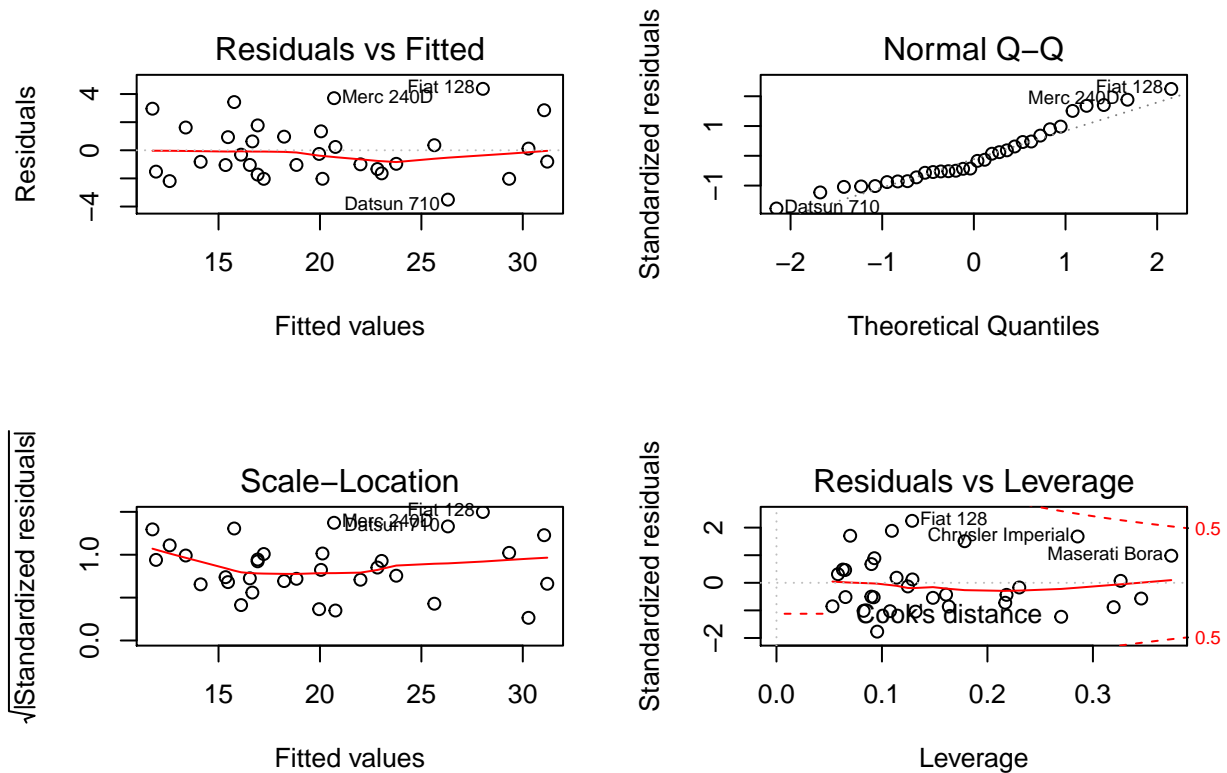 Residuals vs Fitted
Residuals
4
0
−4
Fiat 128
Merc 240D
Datsun 710
15 20 25 30
Fitted values
Normal Q−Q
Standardized residuals
1
−1
Fiat 128
Merc 240D
Datsun 710
−2 −1 0 1 2
Theoretical Quantiles
Scale−Location
√|Standardized residuals|
1.0
0.0
Fiat 128
Merc 240D
Datsun 710
15 20 25 30
Fitted values
Residuals vs Leverage
Standardized residuals
2
0
−2
Fiat 128
Chrysler Imperial
Maserati Bora
Cook's distance
0.5
0.5
0.0 0.1 0.2 0.3
Leverage